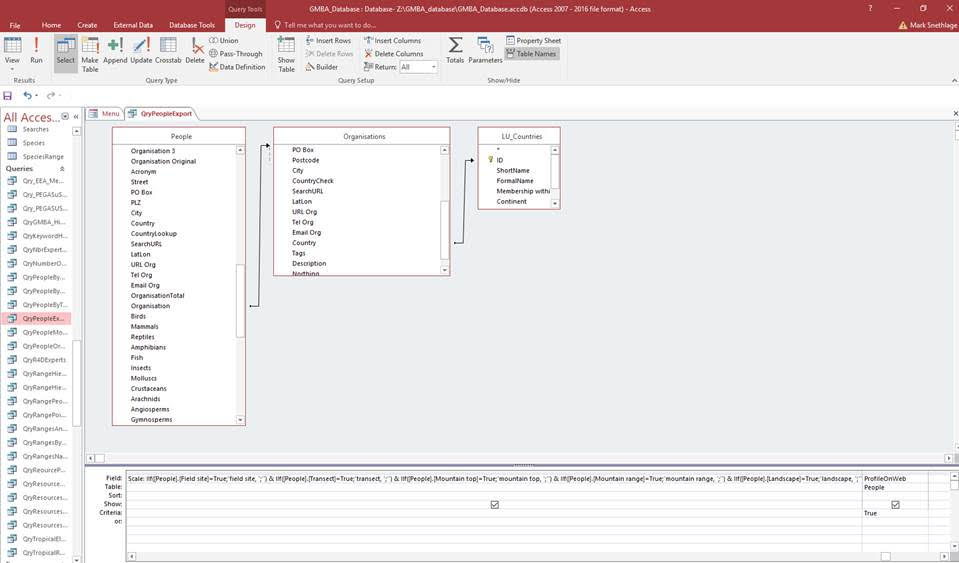 Query Tools
GMBA_Database : Database- Z:\GMBA_database\GMBA_Database.accdb (Access 2007 - 2016 file format) - Access
File Home Create External Data Database Tools Design Tell me what you want to do...
Mark Snethlage
View Run Select Make Table Append Update Crosstab Delete
Union
Pass-Through
Data Definition
Show Table
Insert Rows
Delete Rows
Builder
Insert Columns
Delete Columns
Return: All
Totals Parameters
Property Sheet
Table Names
Results Query Type Query Setup Show/Hide
All Acces...
Menu QryPeopleExport
Searches
Species
SpeciesRange
Queries
Qry_EEA_Me...
Qry_PEGASuS...
Qry_PEGASUS...
QryGMBA_Hi...
QryKeywordH...
QryNbrExpert...
QryNumberO...
QryPeopleBy...
QryPeopleBy...
QryPeopleByT...
QryPeopleEx...
QryPeopleMo...
QryPeopleOr...
QryR4DExperts
QryRangeHie...
QryRangeHie...
QryRangePeo...
QryRangePoi...
QryRangesAn...
QryRangesBy...
QryRangesNa...
QryReourceP...
QryResource...
QryResources...
QryResources...
QryResources...
QryTropicalEl...
QryTropicalR...
People
Organisation 3
Organisation Original
Acronym
Street
PO Box
PLZ
City
Country
CountryLookup
SearchURL
LatLon
URL Org
Tel Org
Email Org
OrganisationTotal
Organisation
Birds
Mammals
Reptiles
Amphibians
Fish
Insects
Molluscs
Crustaceans
Arachnids
Angiosperms
Gymnosperms
Organisations
PO Box
Postcode
City
CountryCheck
SearchURL
LatLon
URL Org
Tel Org
Email Org
Country
Tags
Description
Northing
LU_Countries
*
ID
ShortName
FormalName
Membership withi
Continent
Field: Scale: IIf([People].[Field site]=True;'field site, ';'') & IIf([People].[Transect]=True;'transect, ';'') & IIf([People].[Mountain top]=True;'mountain top, ';'') & IIf([People].[Mountain range]=True;'mountain range, ';'') & IIf([People].[Landscape]=True;'landscape, ';'' ProfileOnWeb
Table: People
Sort:
Show:
Criteria: True
or: